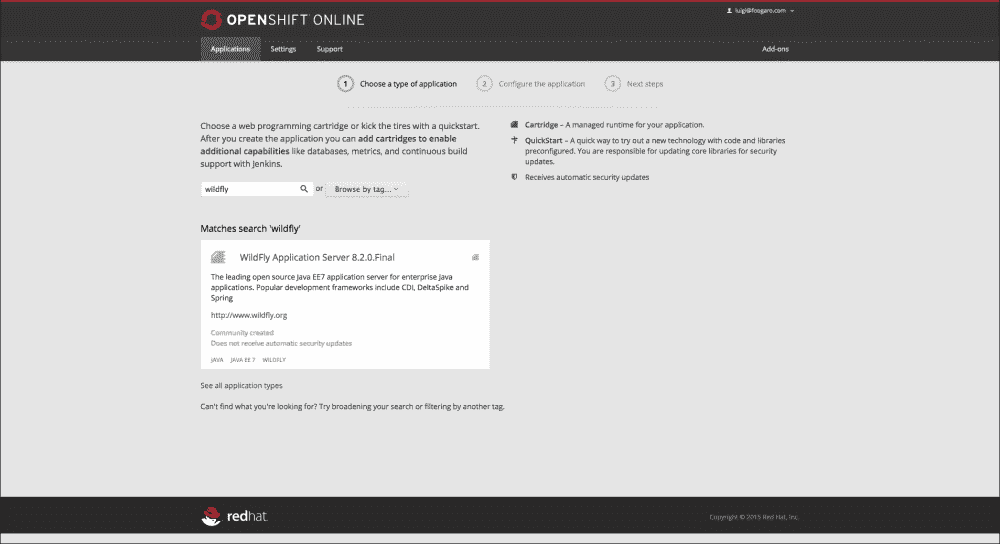 OPENSHIFT ONLINE
luigi@foogaro.com
Applications Settings Support Add-ons
1 Choose a type of application 2 Configure the application 3 Next steps
Choose a web programming cartridge or kick the tires with a quickstart.
After you create the application you can add cartridges to enable
additional capabilities like databases, metrics, and continuous build
support with Jenkins.
wildfly or Browse by tag...
Cartridge – A managed runtime for your application.
QuickStart – A quick way to try out a new technology with code and libraries
preconfigured. You are responsible for updating core libraries for security
updates.
Receives automatic security updates
Matches search 'wildfly'
WildFly Application Server 8.2.0.Final
The leading open source Java EE7 application server for enterprise Java
applications. Popular development frameworks include CDI, DeltaSpike and
Spring
http://www.wildfly.org
Community created
Does not receive automatic security updates
JAVA JAVA EE 7 WILDFLY
See all application types
Can't find what you're looking for? Try broadening your search or filtering by another tag.
redhat.
Copyright © 2015 Red Hat, Inc.